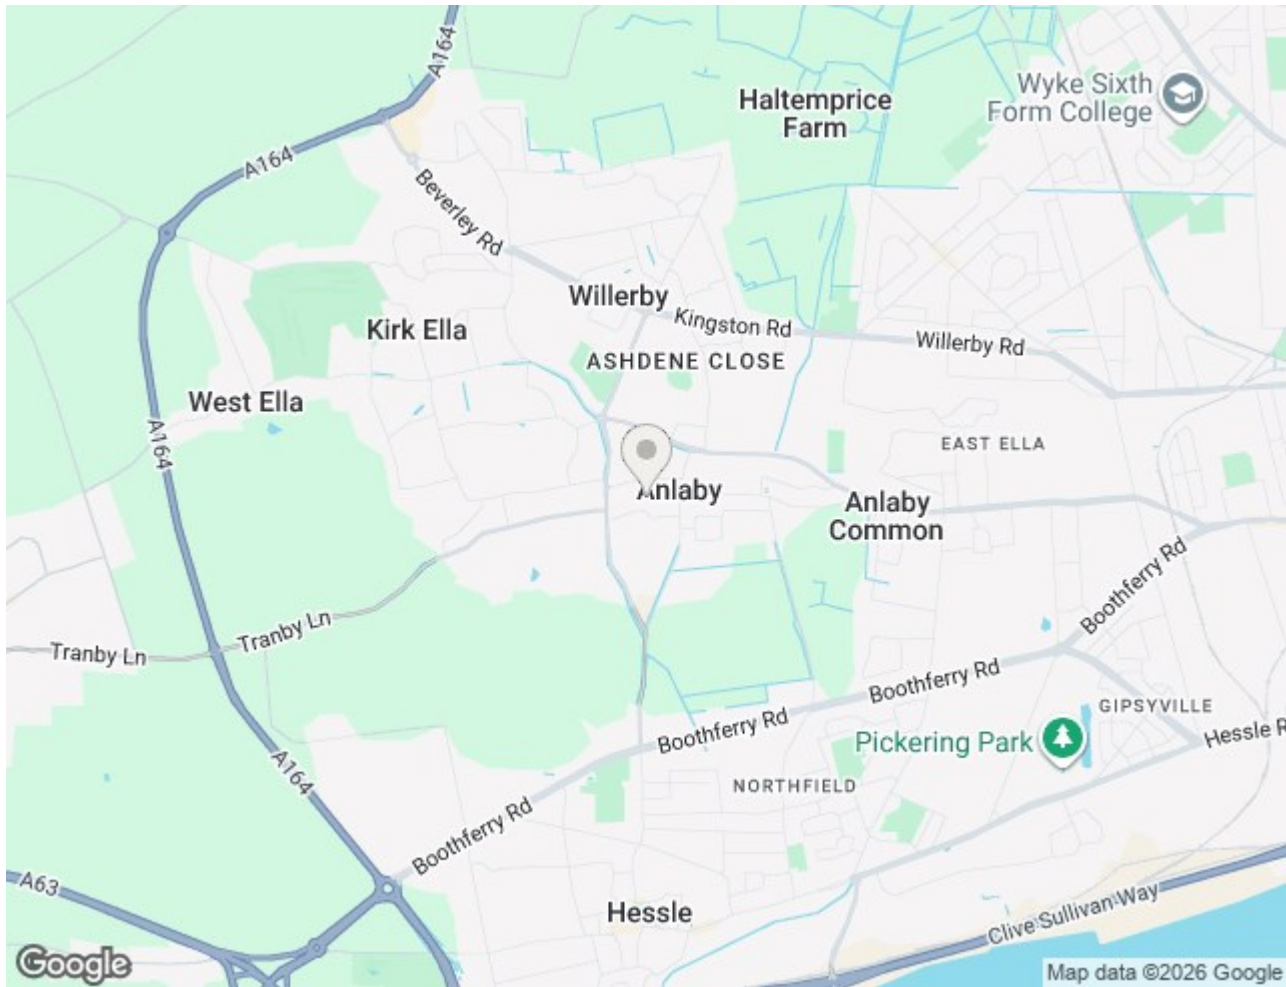 A164
Haltemprice
Farm
Wyke Sixth
Form College
A164
Beverley Rd
Willerby
Kingston Rd
Willerby Rd
Kirk Ella
ASHDENE CLOSE
West Ella
A164
EAST ELLA
Anlaby
Anlaby
Common
Boothferry Rd
Tranby Ln
Tranby Ln
Boothferry Rd
GIPSYVILLE
Boothferry Rd
Hessle R
Pickering Park
A164
NORTHFIELD
Boothferry Rd
A63
Hessle
Clive Sullivan Way
Google
Map data ©2026 Google